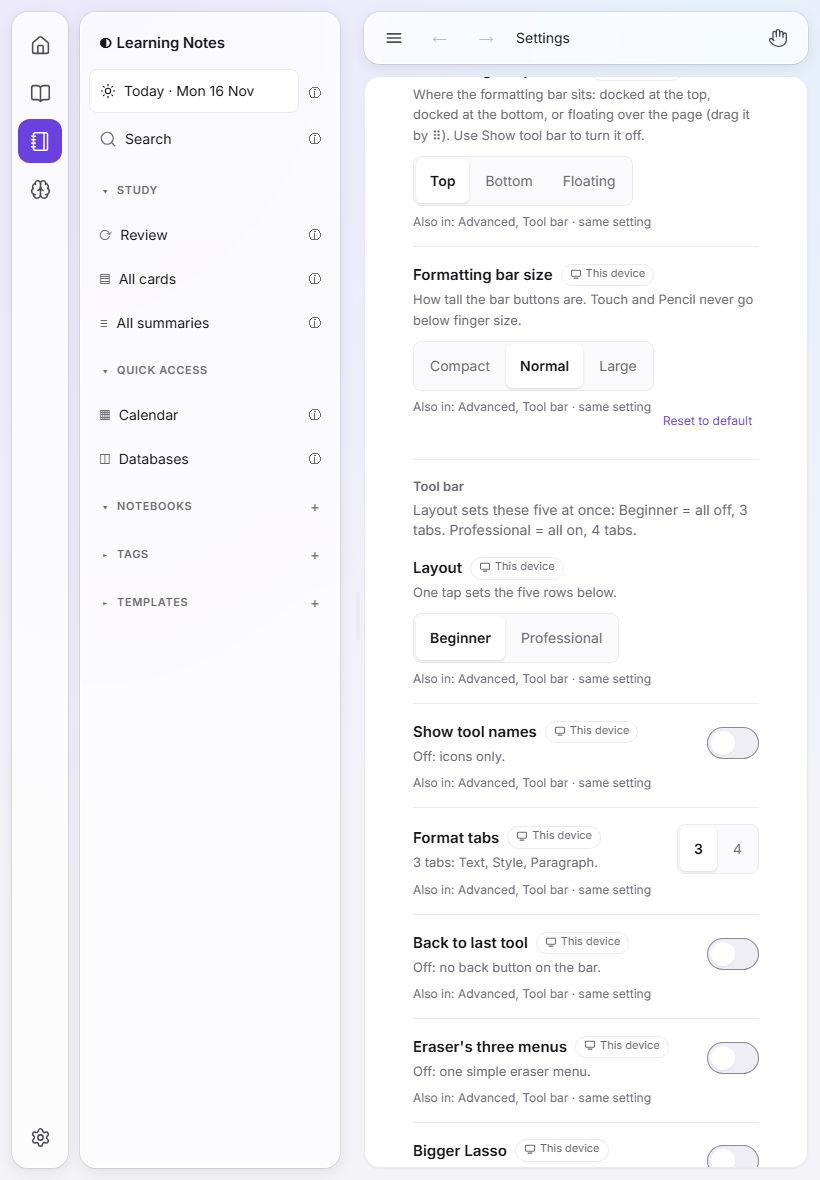 Learning Notes
Today · Mon 16 Nov
Search
STUDY
Review
All cards
All summaries
QUICK ACCESS
Calendar
Databases
NOTEBOOKS
TAGS
TEMPLATES
Settings
Where the formatting bar sits: docked at the top,
docked at the bottom, or floating over the page (drag it
by ⠿). Use Show tool bar to turn it off.
Top Bottom Floating
Also in: Advanced, Tool bar · same setting
Formatting bar size This device
How tall the bar buttons are. Touch and Pencil never go
below finger size.
Compact Normal Large
Also in: Advanced, Tool bar · same setting
Reset to default
Tool bar
Layout sets these five at once: Beginner = all off, 3
tabs. Professional = all on, 4 tabs.
Layout This device
One tap sets the five rows below.
Beginner Professional
Also in: Advanced, Tool bar · same setting
Show tool names This device
Off: icons only.
Also in: Advanced, Tool bar · same setting
Format tabs This device
3 4
3 tabs: Text, Style, Paragraph.
Also in: Advanced, Tool bar · same setting
Back to last tool This device
Off: no back button on the bar.
Also in: Advanced, Tool bar · same setting
Eraser's three menus This device
Off: one simple eraser menu.
Also in: Advanced, Tool bar · same setting
Bigger Lasso This device